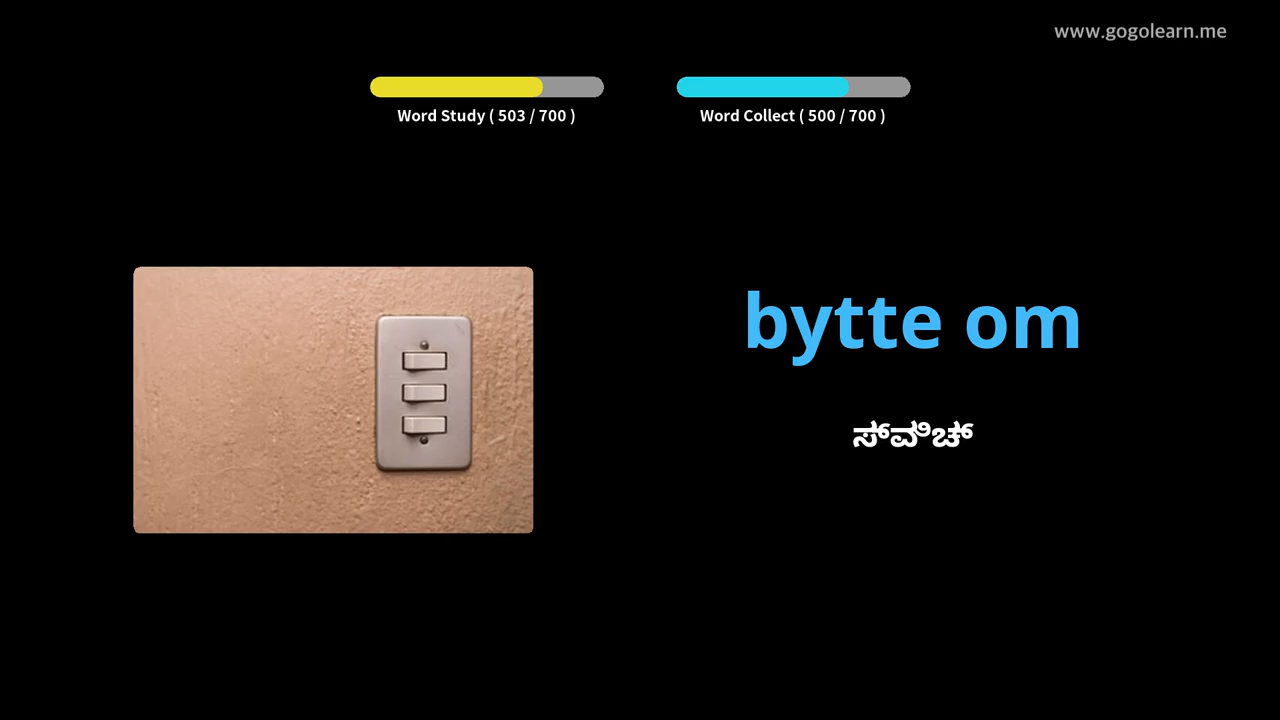 www.gogolearn.me
Word Study ( 503 / 700 )
Word Collect ( 500 / 700 )
bytte om
ಸ್ವಿಚ್